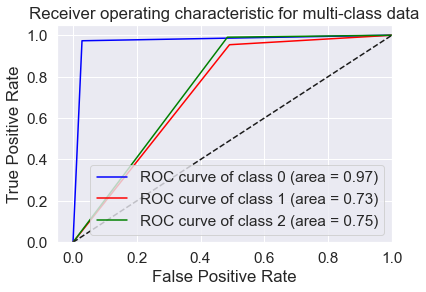 Receiver operating characteristic for multi-class data
1.0
0.8
0.6
0.4
0.2
0.0
True Positive Rate
ROC curve of class 0 (area = 0.97)
ROC curve of class 1 (area = 0.73)
ROC curve of class 2 (area = 0.75)
0.0 0.2 0.4 0.6 0.8 1.0
False Positive Rate